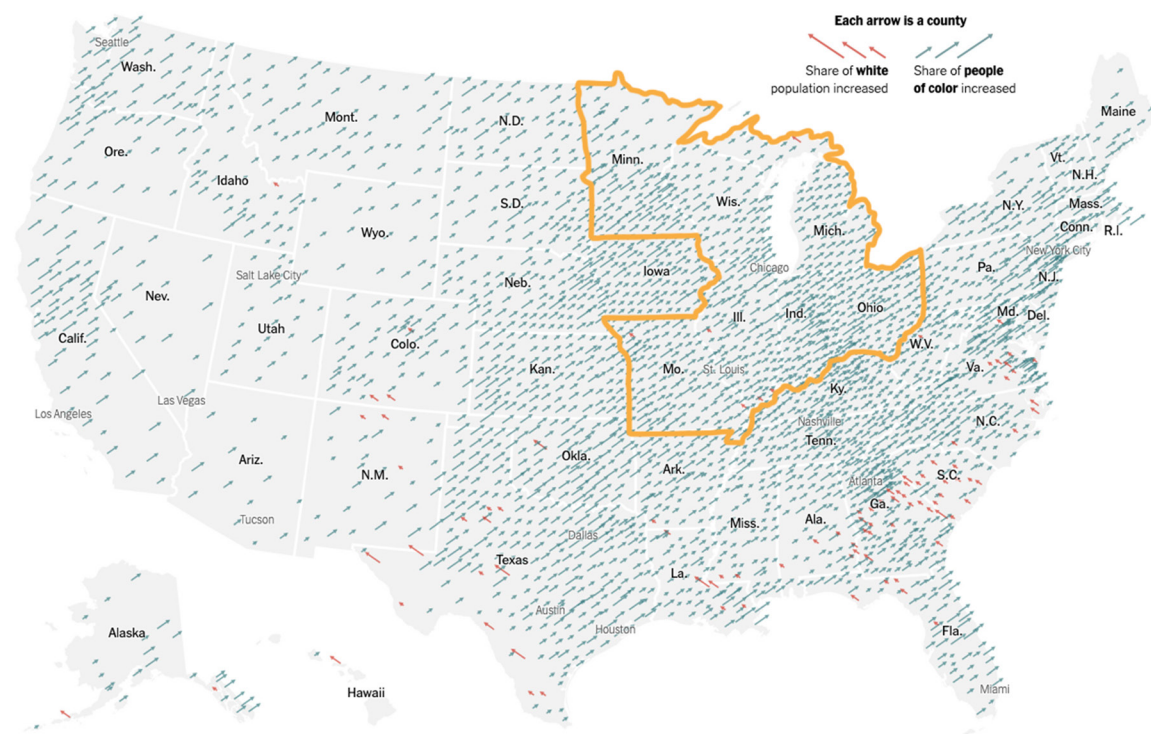 Each arrow is a county
Share of white
population increased
Share of people
of color increased
Seattle
Wash.
Mont.
N.D.
Minn.
Maine
Ore.
Idaho
S.D.
Wis.
Mich.
Vt.
N.H.
N.Y.
Mass.
Conn.
R.I.
Wyo.
Salt Lake City
Neb.
Iowa
Chicago
Pa.
New York City
N.J.
Nev.
Calif.
Utah
Colo.
Ill.
Ind.
Ohio
Md.
Del.
W.V.
Kan.
Mo.
St. Louis
Va.
Ky.
Las Vegas
Los Angeles
Nashville
Tenn.
N.C.
Ariz.
N.M.
Okla.
Ark.
Atlanta
S.C.
Ga.
Tucson
Dallas
Miss.
Ala.
Texas
La.
Austin
Houston
Fla.
Miami
Alaska
Hawaii